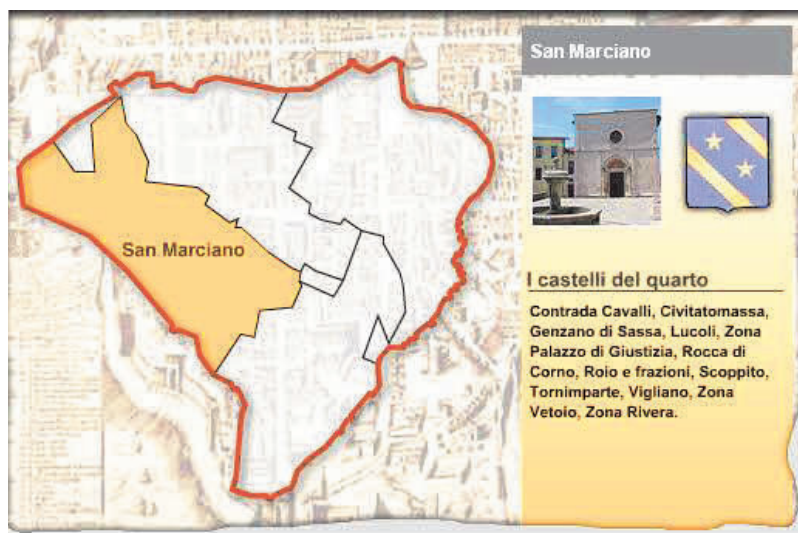 San Marciano
San Marciano
I castelli del quarto
Contrada Cavalli, Civitatomassa,
Genzano di Sassa, Lucoli, Zona
Palazzo di Giustizia, Rocca di
Corno, Roio e frazioni, Scoppito,
Tornimparte, Vigliano, Zona
Vetoio, Zona Rivera.